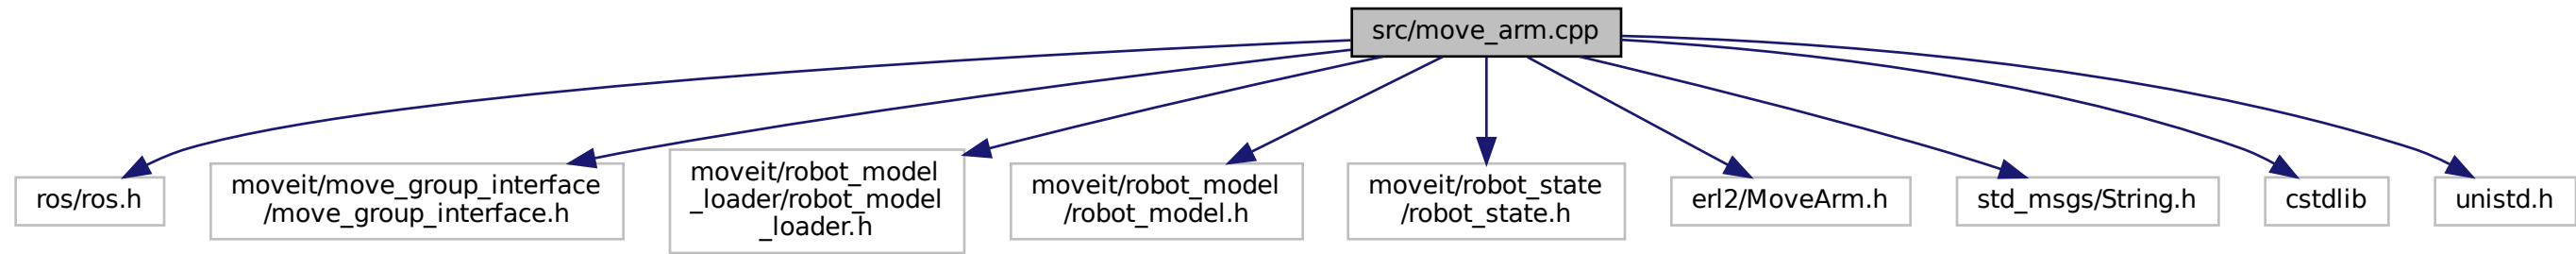 src/move_arm.cpp
ros/ros.h
moveit/move_group_interface
/move_group_interface.h
moveit/robot_model
_loader/robot_model
_loader.h
moveit/robot_model
/robot_model.h
moveit/robot_state
/robot_state.h
erl2/MoveArm.h
std_msgs/String.h
cstdlib
unistd.h